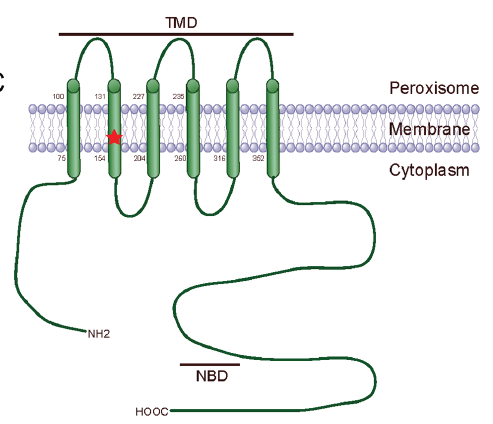 TMD
C
100 131 227 235
Peroxisome
Membrane
75 154 204 260 316 352
Cytoplasm
NH2
NBD
HOOC